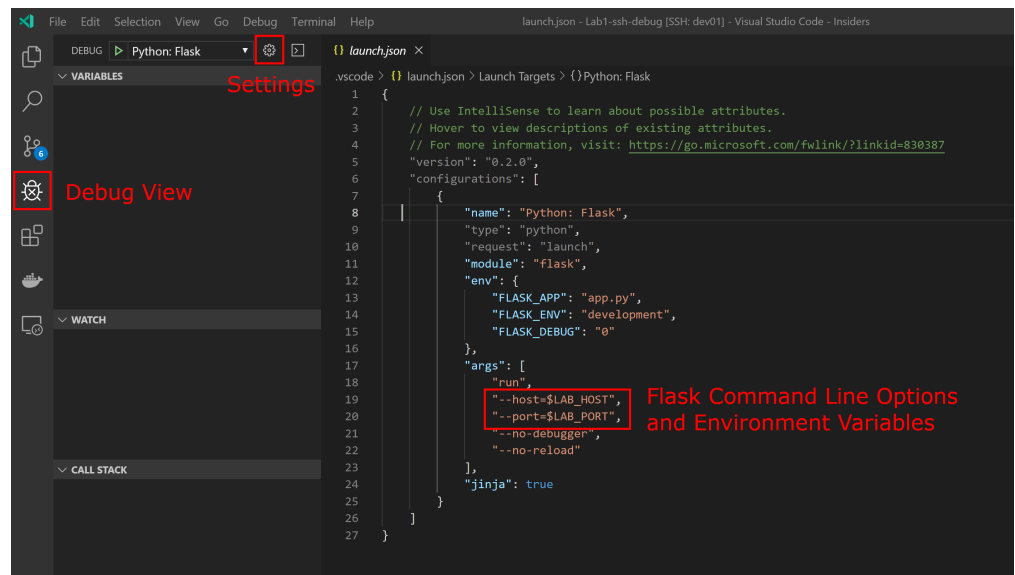 File Edit Selection View Go Debug Terminal Help launch.json - Lab1-ssh-debug [SSH: dev01] - Visual Studio Code - Insiders
DEBUG Python: Flask
{} launch.json ×
Settings
VARIABLES
.vscode > {} launch.json > Launch Targets > {} Python: Flask
6
Debug View
WATCH
CALL STACK
1 {
2 // Use IntelliSense to learn about possible attributes.
3 // Hover to view descriptions of existing attributes.
4 // For more information, visit: https://go.microsoft.com/fwlink/?linkid=830387
5 "version": "0.2.0",
6 "configurations": [
7 {
8 "name": "Python: Flask",
9 "type": "python",
10 "request": "launch",
11 "module": "flask",
12 "env": {
13 "FLASK_APP": "app.py",
14 "FLASK_ENV": "development",
15 "FLASK_DEBUG": "0"
16 },
17 "args": [
18 "run",
19 "--host=$LAB_HOST",
20 "--port=$LAB_PORT",
21 "--no-debugger",
22 "--no-reload"
23 ],
24 "jinja": true
25 }
26 ]
27 }
Flask Command Line Options
and Environment Variables